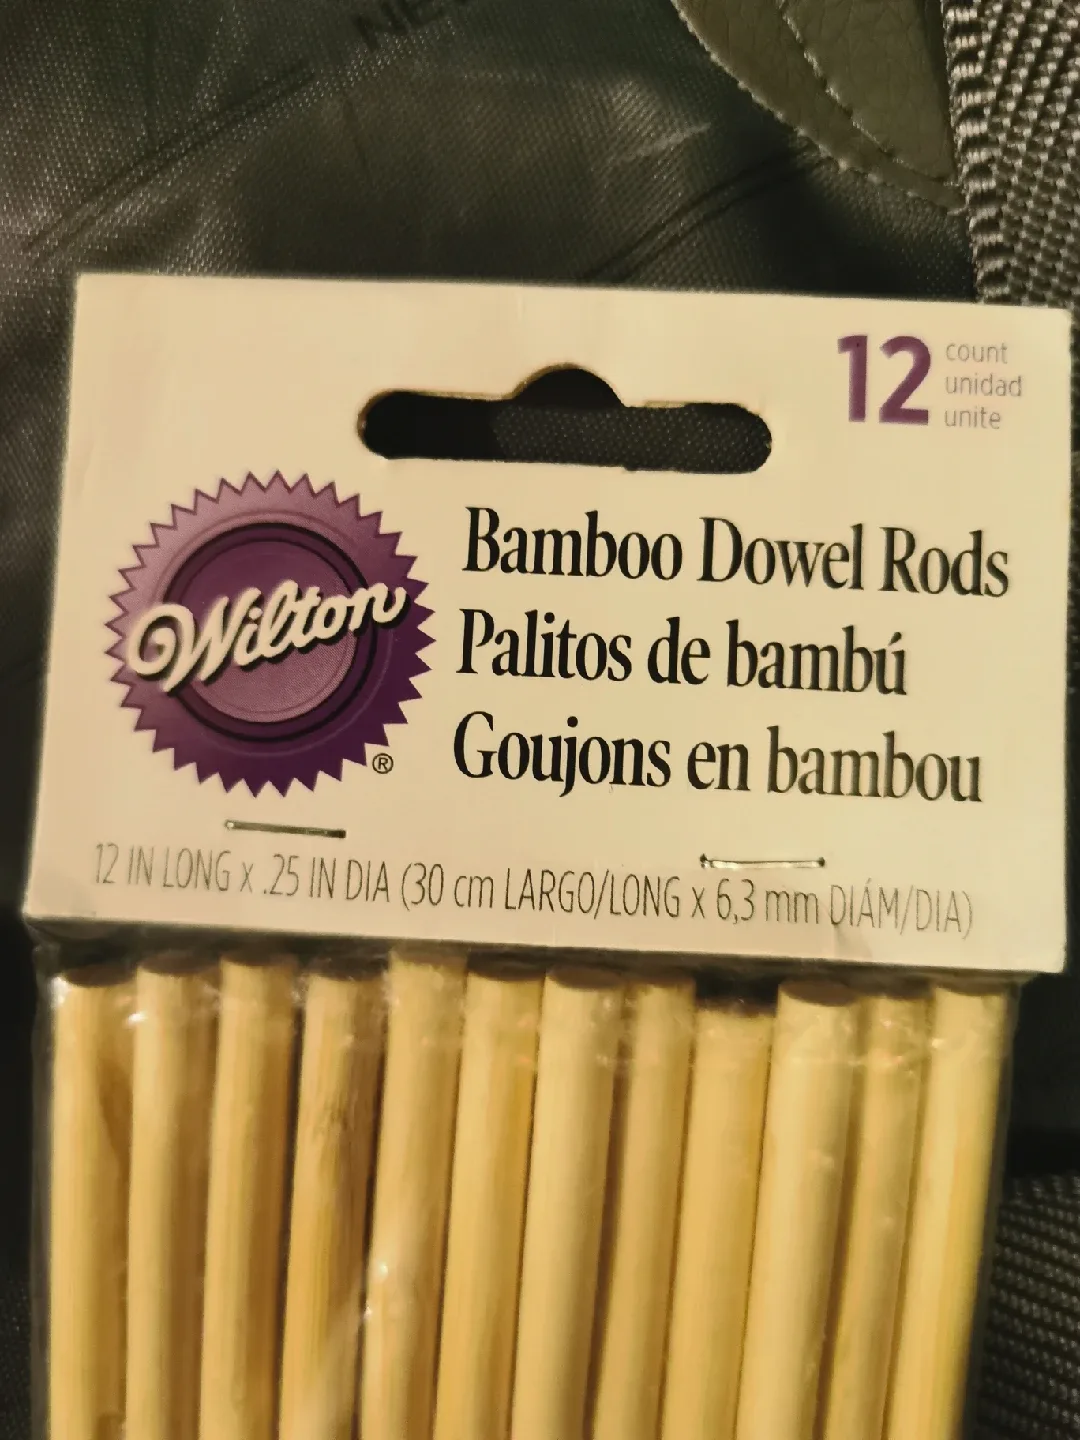 NE
12 count
unidad
unite
Wilton
®
Bamboo Dowel Rods
Palitos de bambú
Goujons en bambou
12 IN LONG x .25 IN DIA (30 cm LARGO/LONG x 6,3 mm DIÁM/DIA)